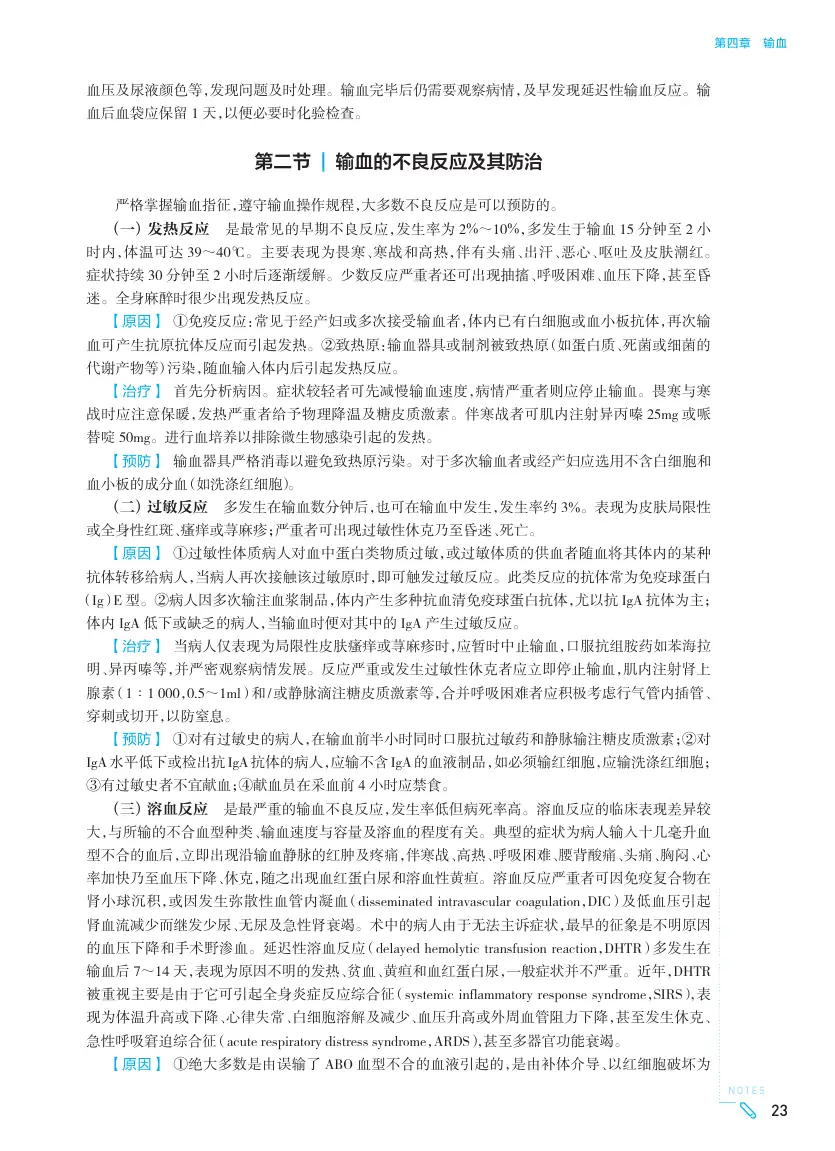 第四章 输血
血压及尿液颜色等，发现问题及时处理。输血完毕后仍需要观察病情，及早发现延迟性输血反应。输
血后血袋应保留 1 天，以便必要时化验检查。
第二节 | 输血的不良反应及其防治
严格掌握输血指征，遵守输血操作规程，大多数不良反应是可以预防的。
（一）发热反应 是最常见的早期不良反应，发生率为 2%～10%，多发生于输血 15 分钟至 2 小
时内，体温可达 39～40℃。主要表现为畏寒、寒战和高热，伴有头痛、出汗、恶心、呕吐及皮肤潮红。
症状持续 30 分钟至 2 小时后逐渐缓解。少数反应严重者还可出现抽搐、呼吸困难、血压下降，甚至昏
迷。全身麻醉时很少出现发热反应。
【原因】 ①免疫反应：常见于经产妇或多次接受输血者，体内已有白细胞或血小板抗体，再次输
血可产生抗原抗体反应而引起发热。②致热原：输血器具或制剂被致热原（如蛋白质、死菌或细菌的
代谢产物等）污染，随血输入体内后引起发热反应。
【治疗】 首先分析病因。症状较轻者可先减慢输血速度，病情严重者则应停止输血。畏寒与寒
战时应注意保暖，发热严重者给予物理降温及糖皮质激素。伴寒战者可肌内注射异丙嗪 25mg 或哌
替啶 50mg。进行血培养以排除微生物感染引起的发热。
【预防】 输血器具严格消毒以避免致热原污染。对于多次输血者或经产妇应选用不含白细胞和
血小板的成分血（如洗涤红细胞）。
（二）过敏反应 多发生在输血数分钟后，也可在输血中发生，发生率约 3%。表现为皮肤局限性
或全身性红斑、瘙痒或荨麻疹；严重者可出现过敏性休克乃至昏迷、死亡。
【原因】 ①过敏性体质病人对血中蛋白类物质过敏，或过敏体质的供血者随血将其体内的某种
抗体转移给病人，当病人再次接触该过敏原时，即可触发过敏反应。此类反应的抗体常为免疫球蛋白
（Ig）E 型。②病人因多次输注血浆制品，体内产生多种抗血清免疫球蛋白抗体，尤以抗 IgA 抗体为主；
体内 IgA 低下或缺乏的病人，当输血时便对其中的 IgA 产生过敏反应。
【治疗】 当病人仅表现为局限性皮肤瘙痒或荨麻疹时，应暂时中止输血，口服抗组胺药如苯海拉
明、异丙嗪等，并严密观察病情发展。反应严重或发生过敏性休克者应立即停止输血，肌内注射肾上
腺素（1∶1 000，0.5～1ml）和/或静脉滴注糖皮质激素等，合并呼吸困难者应积极考虑行气管内插管、
穿刺或切开，以防窒息。
【预防】 ①对有过敏史的病人，在输血前半小时同时口服抗过敏药和静脉输注糖皮质激素；②对
IgA 水平低下或检出抗 IgA 抗体的病人，应输不含 IgA 的血液制品，如必须输红细胞，应输洗涤红细胞；
③有过敏史者不宜献血；④献血员在采血前 4 小时应禁食。
（三）溶血反应 是最严重的输血不良反应，发生率低但病死率高。溶血反应的临床表现差异较
大，与所输的不合血型种类、输血速度与容量及溶血的程度有关。典型的症状为病人输入十几毫升血
型不合的血后，立即出现沿输血静脉的红肿及疼痛，伴寒战、高热、呼吸困难、腰背酸痛、头痛、胸闷、心
率加快乃至血压下降、休克，随之出现血红蛋白尿和溶血性黄疸。溶血反应严重者可因免疫复合物在
肾小球沉积，或因发生弥散性血管内凝血（disseminated intravascular coagulation，DIC）及低血压引起
肾血流减少而继发少尿、无尿及急性肾衰竭。术中的病人由于无法主诉症状，最早的征象是不明原因
的血压下降和手术野渗血。延迟性溶血反应（delayed hemolytic transfusion reaction，DHTR）多发生在
输血后 7～14 天，表现为原因不明的发热、贫血、黄疸和血红蛋白尿，一般症状并不严重。近年，DHTR
被重视主要是由于它可引起全身炎症反应综合征（systemic inflammatory response syndrome，SIRS），表
现为体温升高或下降、心律失常、白细胞溶解及减少、血压升高或外周血管阻力下降，甚至发生休克、
急性呼吸窘迫综合征（acute respiratory distress syndrome，ARDS），甚至多器官功能衰竭。
【原因】 ①绝大多数是由误输了 ABO 血型不合的血液引起的，是由补体介导、以红细胞破坏为
NOTES
23